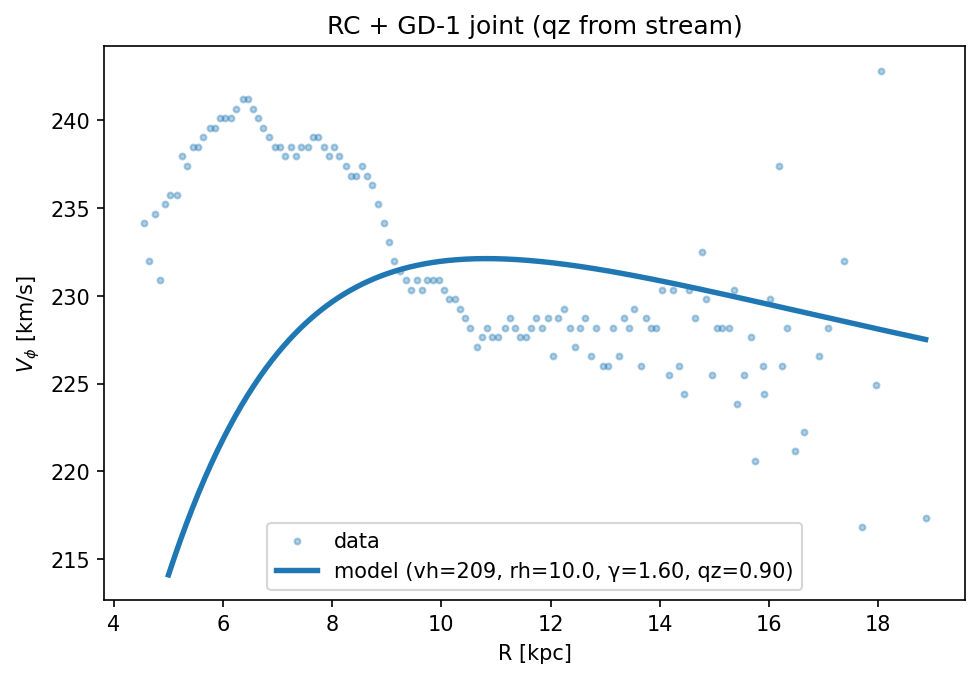 RC + GD-1 joint (qz from stream)
240
235
230
225
220
215
V_ϕ [km/s]
data
model (vh=209, rh=10.0, γ=1.60, qz=0.90)
4 6 8 10 12 14 16 18
R [kpc]